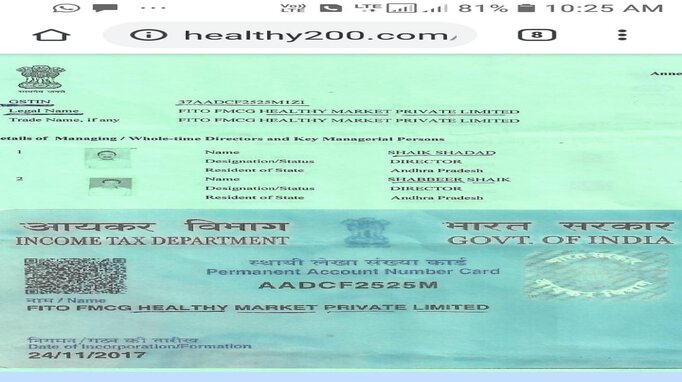 Vo)) LTE LTE 81% 10:25 AM
healthy200.com/ 8
सत्यमेव जयते
Anne
GSTIN 37AADCF2525M1Z1
Legal Name FITO FMCG HEALTHY MARKET PRIVATE LIMITED
Trade Name, if any FITO FMCG HEALTHY MARKET PRIVATE LIMITED
etails of Managing / Whole-time Directors and Key Managerial Persons
1 Name SHAIK SHADAD
Designation/Status DIRECTOR
Resident of State Andhra Pradesh
2 Name SHABBEER SHAIK
Designation/Status DIRECTOR
Resident of State Andhra Pradesh
आयकर विभाग भारत सरकार
INCOME TAX DEPARTMENT GOVT. OF INDIA
स्थायी लेखा संख्या कार्ड
Permanent Account Number Card
AADCF2525M
नाम / Name
FITO FMCG HEALTHY MARKET PRIVATE LIMITED
निगमन / गठन की तारीख
Date of Incorporation/Formation
24/11/2017